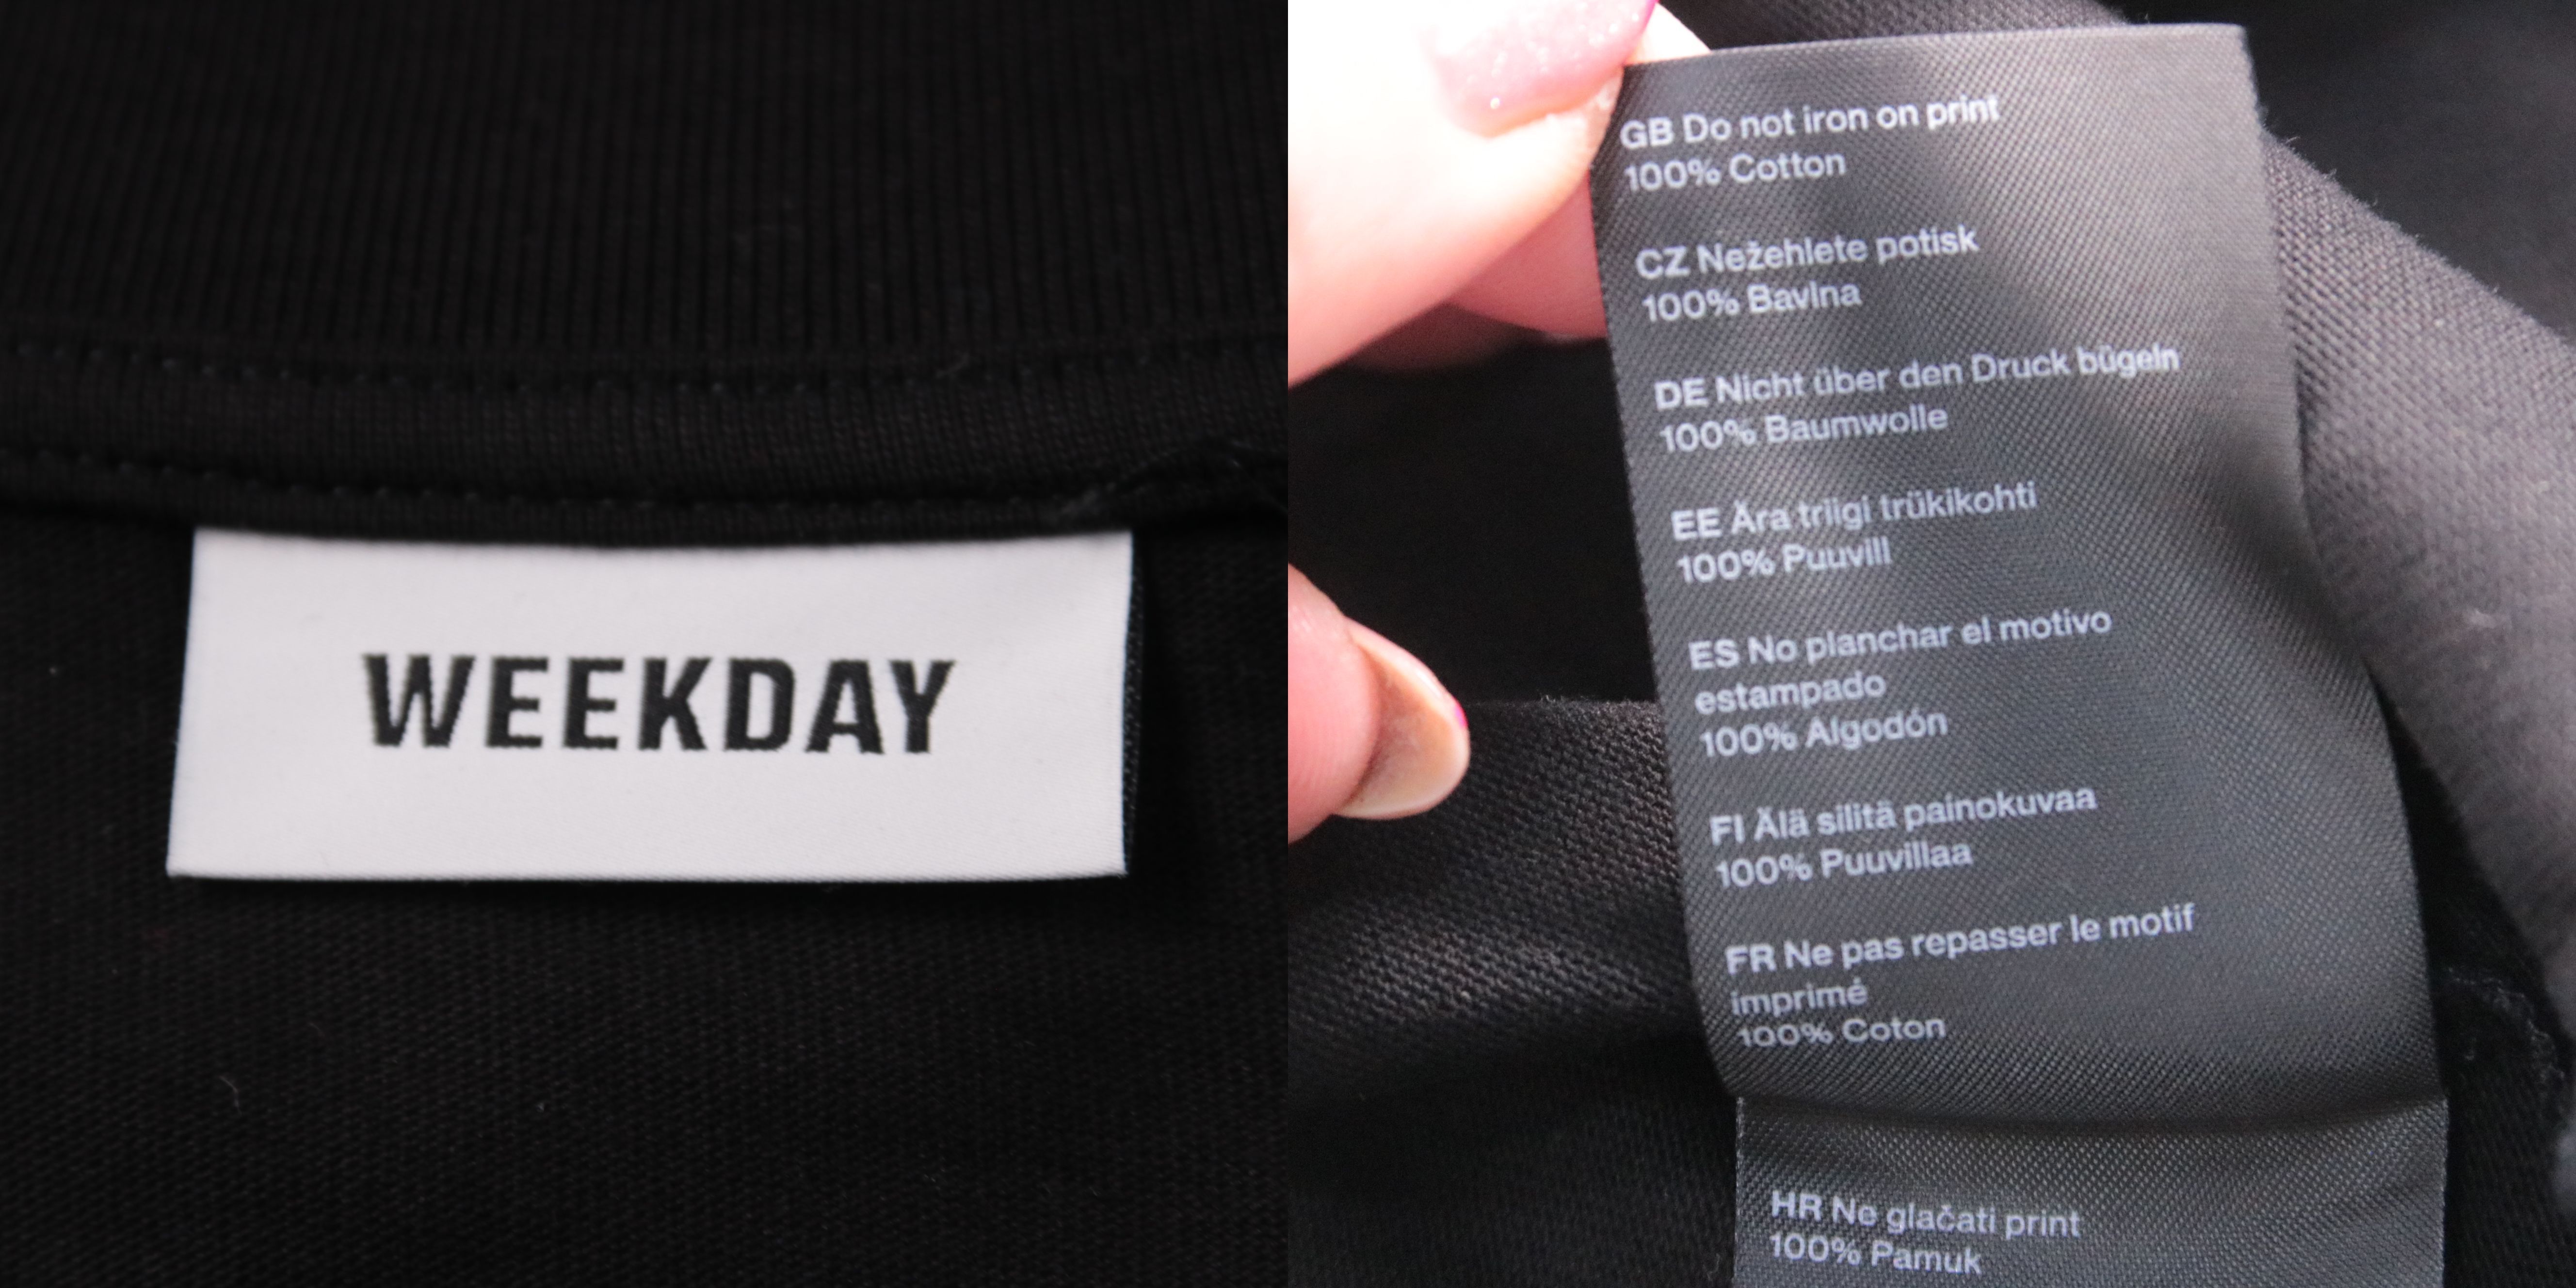 WEEKDAY
GB Do not iron on print
100% Cotton
CZ Nežehlete potisk
100% Bavlna
DE Nicht über den Druck bügeln
100% Baumwolle
EE Ära triigi trükikohti
100% Puuvill
ES No planchar el motivo
estampado
100% Algodón
FI Älä silitä painokuvaa
100% Puuvillaa
FR Ne pas repasser le motif
imprimé
100% Coton
HR Ne glačati print
100% Pamuk